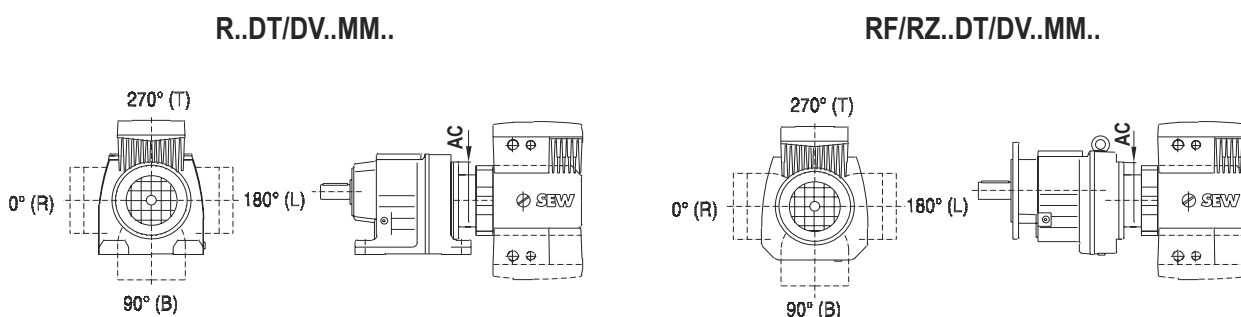 R..DT/DV..MM..
RF/RZ..DT/DV..MM..
270° (T)
0° (R)
180° (L)
90° (B)
AC
SEW
270° (T)
0° (R)
180° (L)
90° (B)
AC
SEW